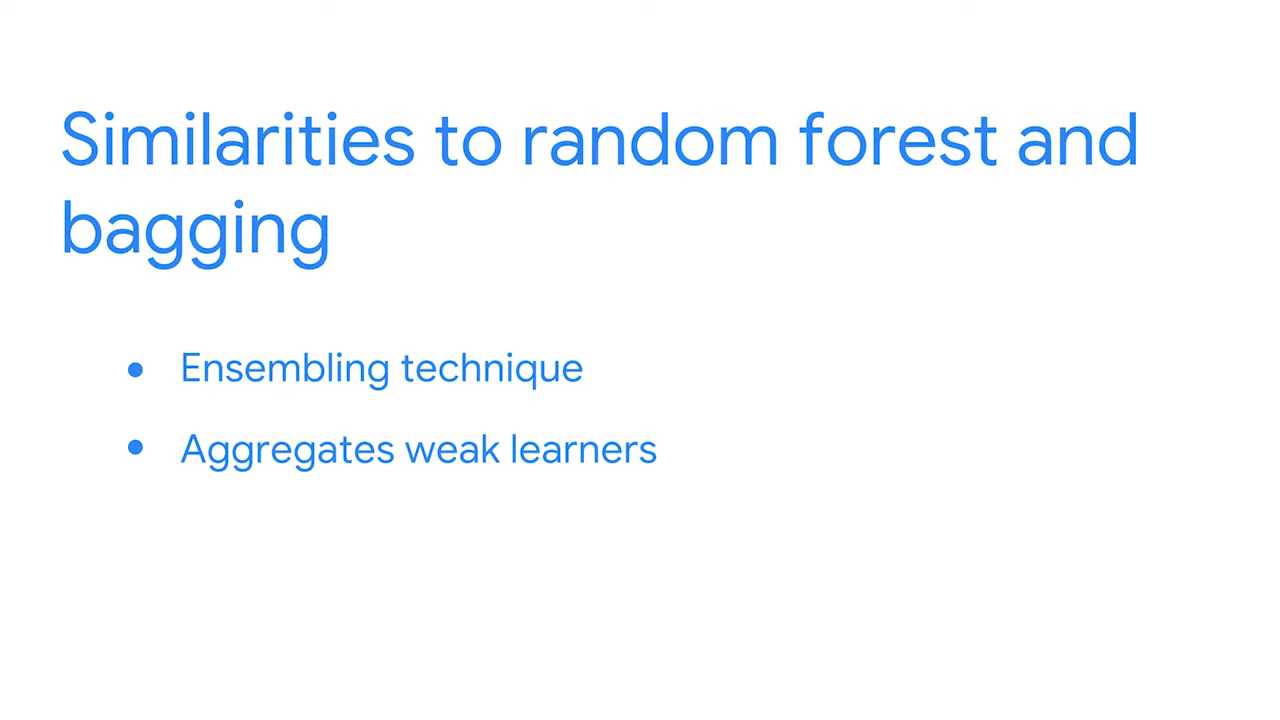 Similarities to random forest and
bagging
• Ensembling technique
• Aggregates weak learners